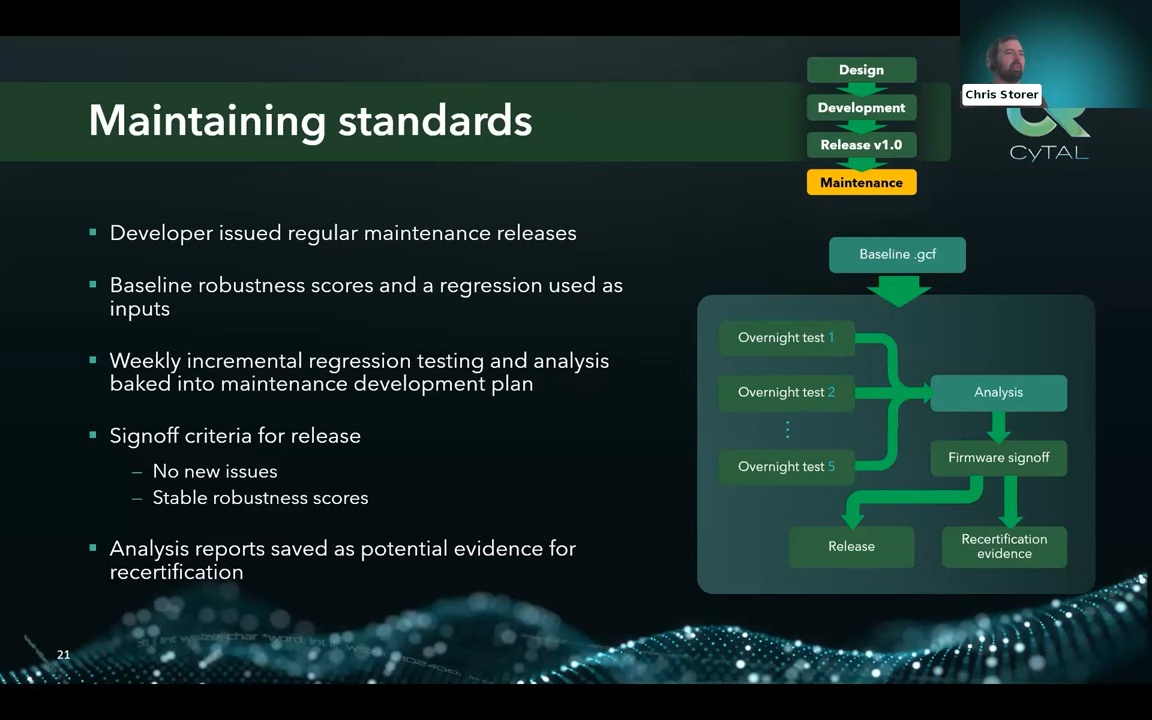 Design
Chris Storer
Development
Maintaining standards
Release v1.0
CyTAL
Maintenance
Developer issued regular maintenance releases
Baseline robustness scores and a regression used as
inputs
Weekly incremental regression testing and analysis
baked into maintenance development plan
Signoff criteria for release
– No new issues
– Stable robustness scores
Analysis reports saved as potential evidence for
recertification
Baseline .gcf
Overnight test 1
Overnight test 2
⋮
Overnight test 5
Analysis
Firmware signoff
Release
Recertification
evidence
21